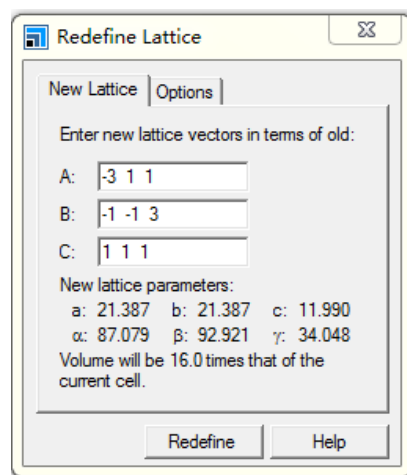 Redefine Lattice
New Lattice Options
Enter new lattice vectors in terms of old:
A: -3 1 1
B: -1 -1 3
C: 1 1 1
New lattice parameters:
a: 21.387 b: 21.387 c: 11.990
α: 87.079 β: 92.921 γ: 34.048
Volume will be 16.0 times that of the
current cell.
Redefine Help